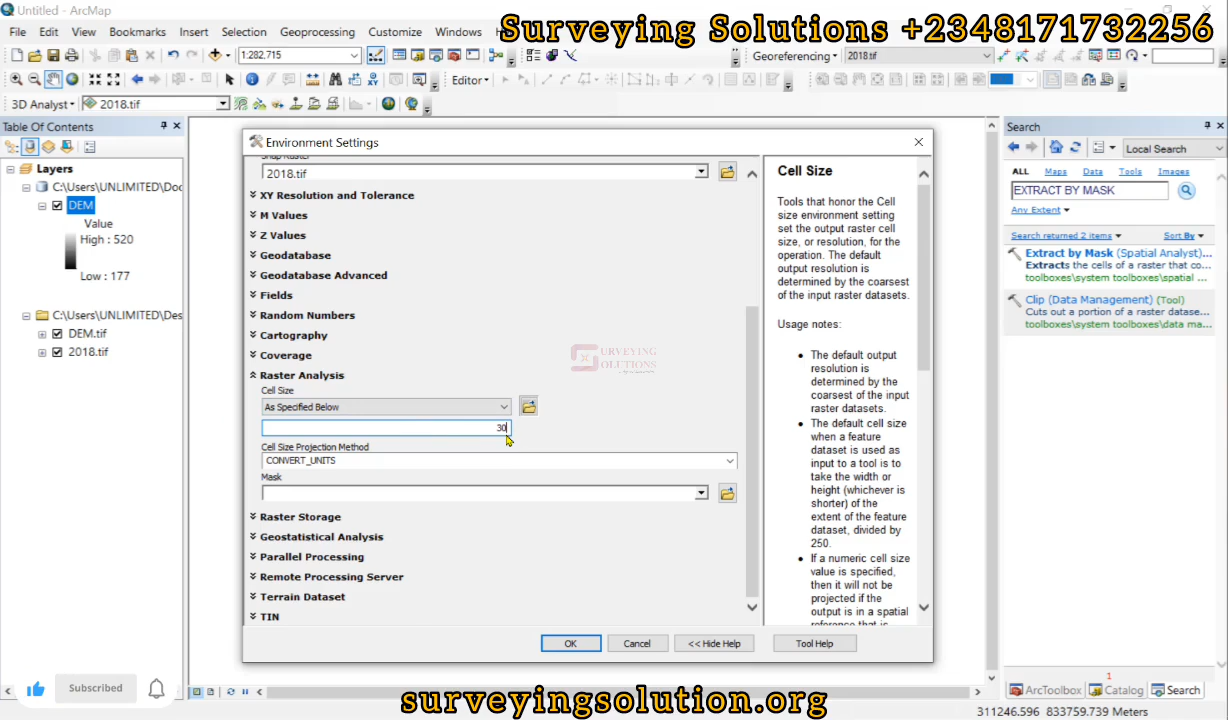 Untitled - ArcMap
Surveying Solutions +2348171732256
File Edit View Bookmarks Insert Selection Geoprocessing Customize Windows
1:282,715
Georeferencing
2018.tif
Editor
3D Analyst
2018.tif
Table Of Contents
Layers
C:\Users\UNLIMITED\Doc
DEM
Value
High : 520
Low : 177
C:\Users\UNLIMITED\Des
DEM.tif
2018.tif
Environment Settings
Snap Raster
2018.tif
XY Resolution and Tolerance
M Values
Z Values
Geodatabase
Geodatabase Advanced
Fields
Random Numbers
Cartography
Coverage
Raster Analysis
Cell Size
As Specified Below
30
Cell Size Projection Method
CONVERT_UNITS
Mask
Raster Storage
Geostatistical Analysis
Parallel Processing
Remote Processing Server
Terrain Dataset
TIN
SURVEYING
SOLUTIONS
OK
Cancel
<< Hide Help
Tool Help
Cell Size
Tools that honor the Cell
size environment setting
set the output raster cell
size, or resolution, for the
operation. The default
output resolution is
determined by the coarsest
of the input raster datasets.
Usage notes:
• The default output
resolution is
determined by the
coarsest of the input
raster datasets.
• The default cell size
when a feature
dataset is used as
input to a tool is to
take the width or
height (whichever is
shorter) of the
extent of the feature
dataset, divided by
250.
• If a numeric cell size
value is specified,
then it will not be
projected if the
output is in a spatial
reference that is
Search
Local Search
ALL Maps Data Tools Images
EXTRACT BY MASK
Any Extent
Search returned 2 items
Sort By
Extract by Mask (Spatial Analyst)...
Extracts the cells of a raster that co...
toolboxes\system toolboxes\spatial ...
Clip (Data Management) (Tool)
Cuts out a portion of a raster datase...
toolboxes\system toolboxes\data ma...
1
ArcToolbox Catalog Search
Subscribed
surveyingsolution.org
311246.596 833759.739 Meters